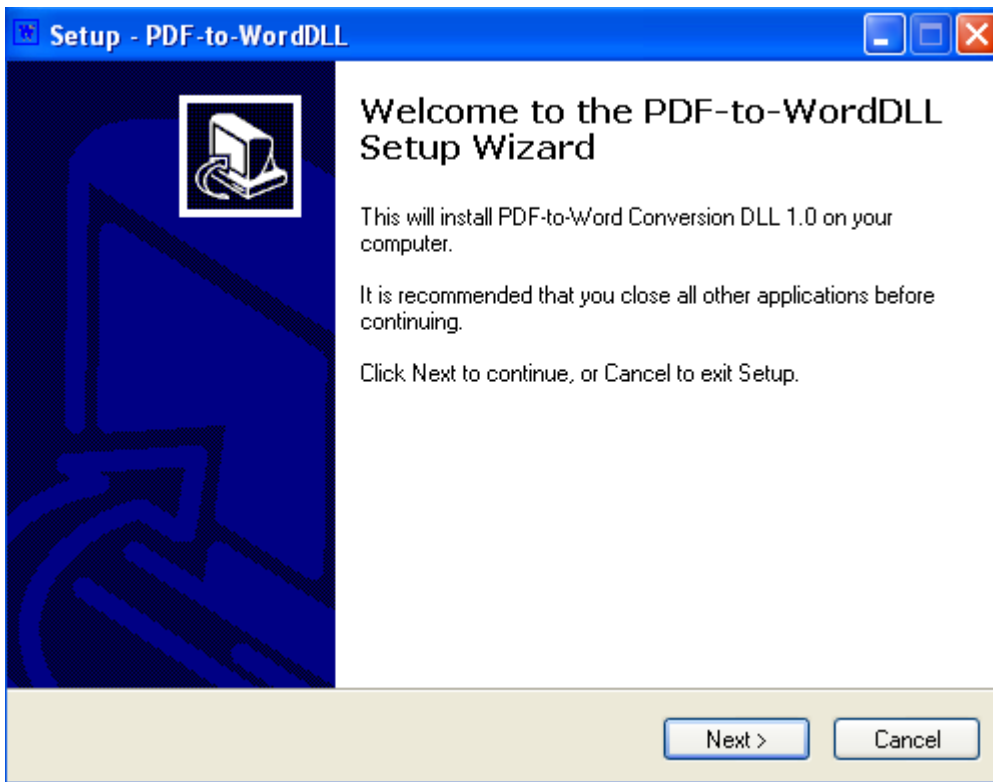 Setup - PDF-to-WordDLL
Welcome to the PDF-to-WordDLL
Setup Wizard
This will install PDF-to-Word Conversion DLL 1.0 on your
computer.
It is recommended that you close all other applications before
continuing.
Click Next to continue, or Cancel to exit Setup.
Next >
Cancel